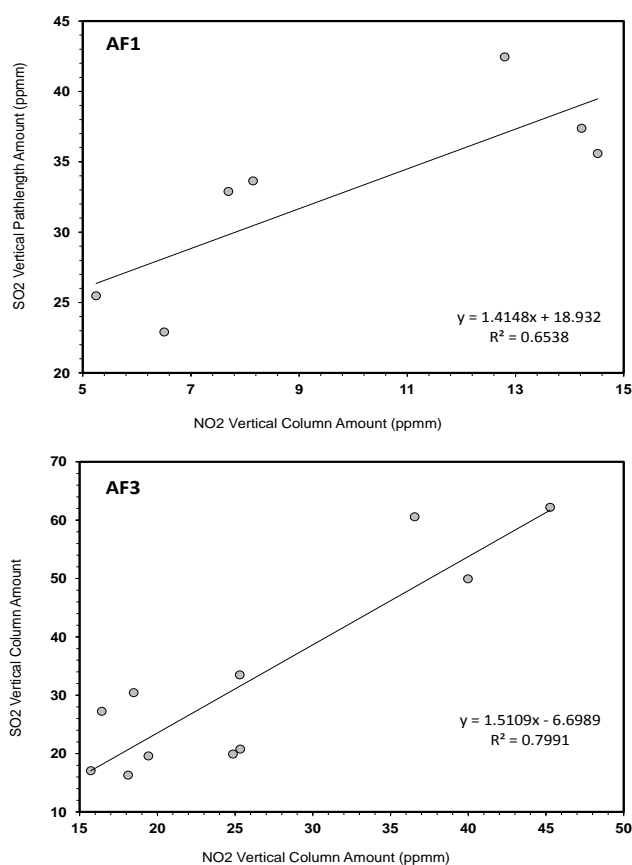 AF1
45
40
35
30
25
20
SO2 Vertical Pathlength Amount (ppmm)
y = 1.4148x + 18.932
R² = 0.6538
5 7 9 11 13 15
NO2 Vertical Column Amount (ppmm)
AF3
70
60
50
40
30
20
10
SO2 Vertical Column Amount
y = 1.5109x - 6.6989
R² = 0.7991
15 20 25 30 35 40 45 50
NO2 Vertical Column Amount (ppmm)